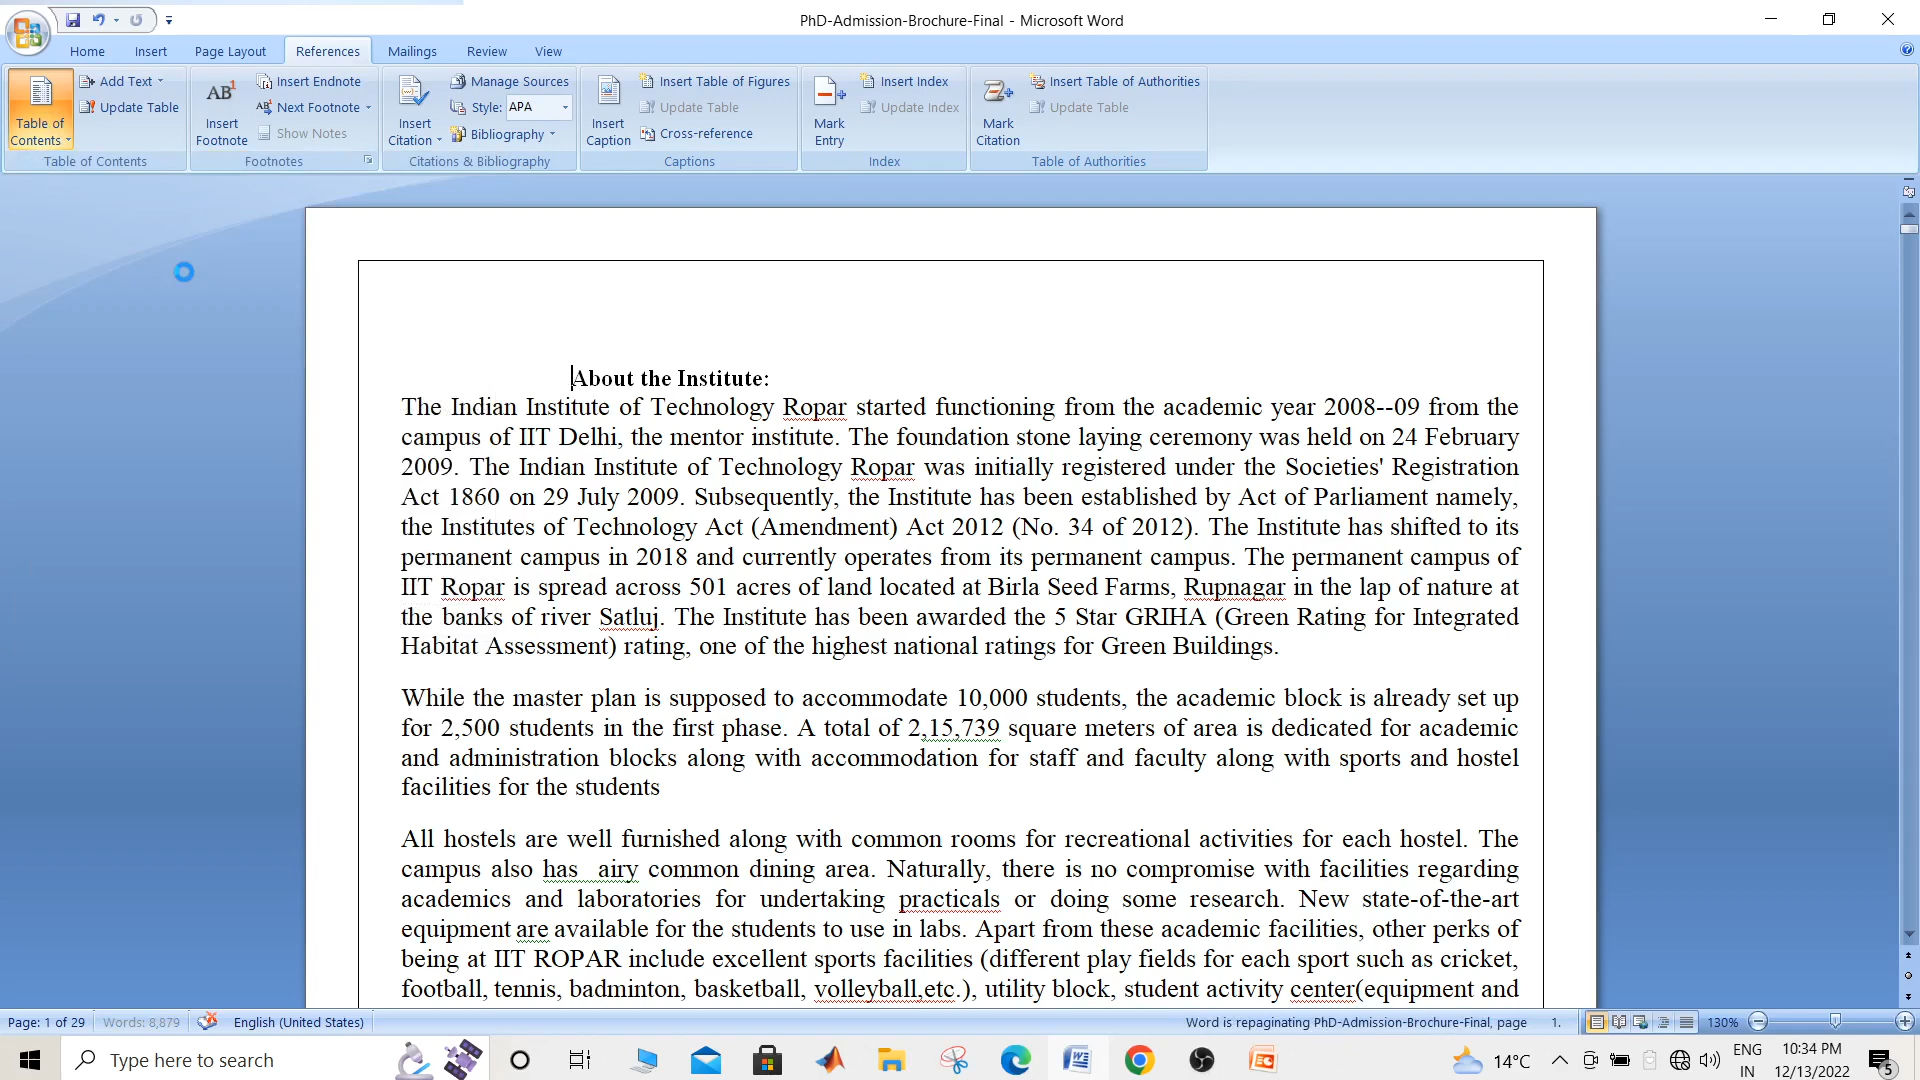 PhD-Admission-Brochure-Final - Microsoft Word
Home Insert Page Layout References Mailings Review View
Table of Contents
Add Text
Update Table
Table of Contents
AB¹ Insert Footnote
Insert Endnote
AB Next Footnote
Show Notes
Footnotes
Insert Citation
Manage Sources
Style: APA
Bibliography
Citations & Bibliography
Insert Caption
Insert Table of Figures
Update Table
Cross-reference
Captions
Mark Entry
Insert Index
Update Index
Index
Mark Citation
Insert Table of Authorities
Update Table
Table of Authorities
About the Institute:
The Indian Institute of Technology Ropar started functioning from the academic year 2008--09 from the
campus of IIT Delhi, the mentor institute. The foundation stone laying ceremony was held on 24 February
2009. The Indian Institute of Technology Ropar was initially registered under the Societies' Registration
Act 1860 on 29 July 2009. Subsequently, the Institute has been established by Act of Parliament namely,
the Institutes of Technology Act (Amendment) Act 2012 (No. 34 of 2012). The Institute has shifted to its
permanent campus in 2018 and currently operates from its permanent campus. The permanent campus of
IIT Ropar is spread across 501 acres of land located at Birla Seed Farms, Rupnagar in the lap of nature at
the banks of river Satluj. The Institute has been awarded the 5 Star GRIHA (Green Rating for Integrated
Habitat Assessment) rating, one of the highest national ratings for Green Buildings.
While the master plan is supposed to accommodate 10,000 students, the academic block is already set up
for 2,500 students in the first phase. A total of 2,15,739 square meters of area is dedicated for academic
and administration blocks along with accommodation for staff and faculty along with sports and hostel
facilities for the students
All hostels are well furnished along with common rooms for recreational activities for each hostel. The
campus also has airy common dining area. Naturally, there is no compromise with facilities regarding
academics and laboratories for undertaking practicals or doing some research. New state-of-the-art
equipment are available for the students to use in labs. Apart from these academic facilities, other perks of
being at IIT ROPAR include excellent sports facilities (different play fields for each sport such as cricket,
football, tennis, badminton, basketball, volleyball,etc.), utility block, student activity center(equipment and
Page: 1 of 29 Words: 8,879 English (United States) Word is repaginating PhD-Admission-Brochure-Final, page 1. 130%
Type here to search 14°C ENG IN 10:34 PM 12/13/2022 5